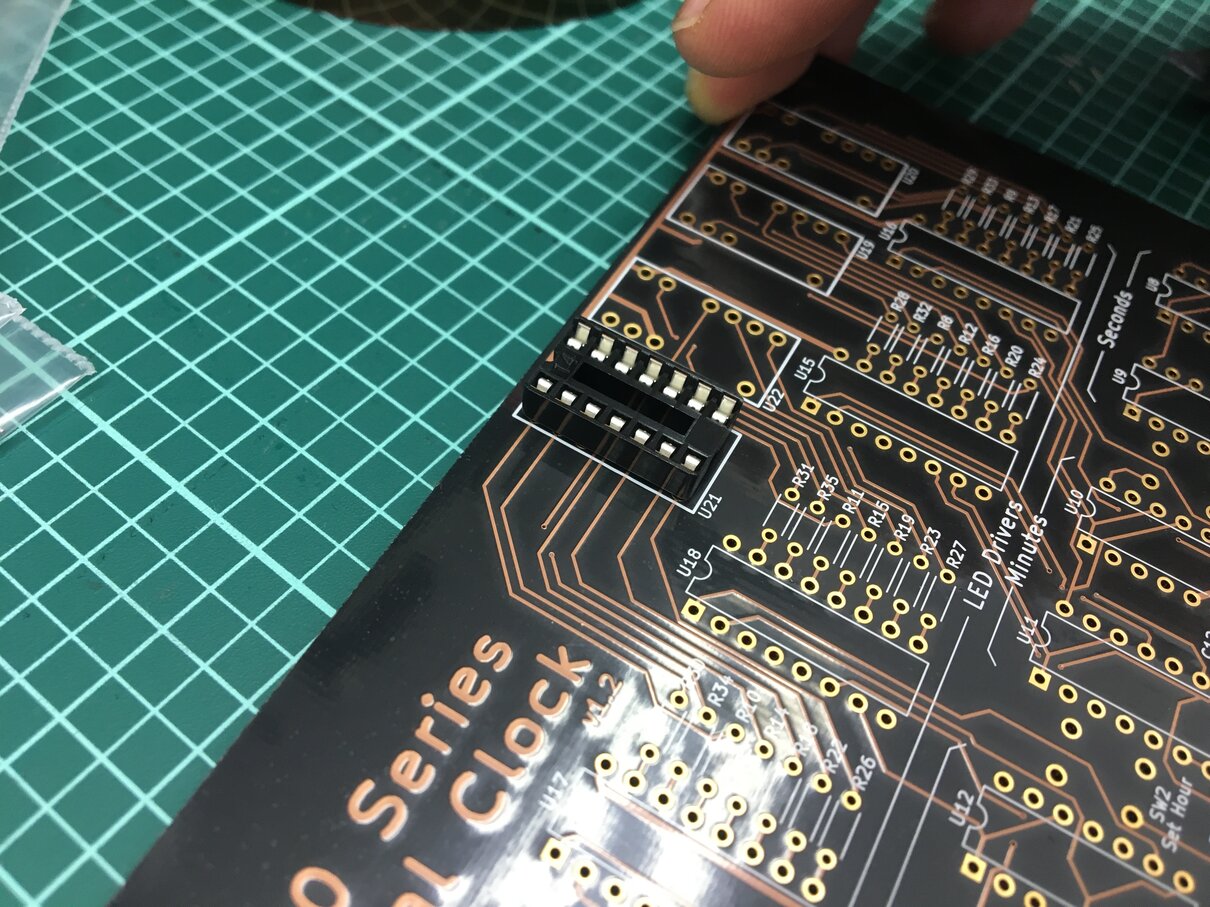 U19
U16
R21
R25
Seconds
U8
U22
U15
R28
R32
R8
R12
R16
R20
R24
U9
U21
U18
R31
R35
R11
R15
R19
R23
R27
LED Drivers
Minutes
U10
U11
Series
Clock
v1.2
R34
R22
R26
U17
U12
SW2
Set Hour